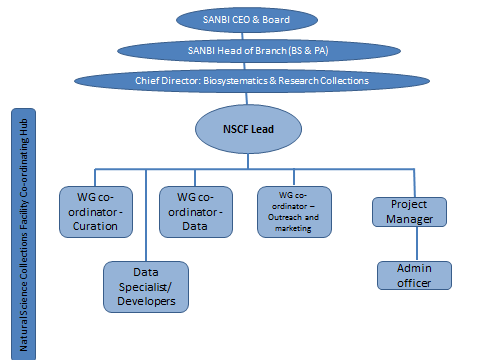 SANBI CEO & Board
SANBI Head of Branch (BS & PA)
Chief Director: Biosystematics & Research Collections
NSCF Lead
Natural Science Collections Facility Co-ordinating Hub
WG co-
ordinator -
Curation
WG co-
ordinator -
Data
WG co-
ordinator –
Outreach and
marketing
Project
Manager
Data
Specialist/
Developers
Admin
officer